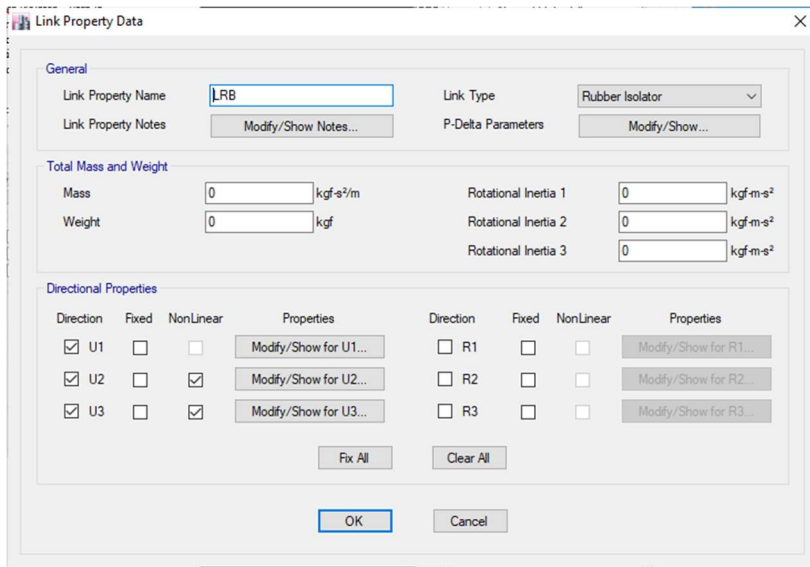 Link Property Data
General
Link Property Name LRB Link Type Rubber Isolator
Link Property Notes Modify/Show Notes... P-Delta Parameters Modify/Show...
Total Mass and Weight
Mass 0 kgf-s²/m Rotational Inertia 1 0 kgf-m-s²
Weight 0 kgf Rotational Inertia 2 0 kgf-m-s²
Rotational Inertia 3 0 kgf-m-s²
Directional Properties
Direction Fixed NonLinear Properties Direction Fixed NonLinear Properties
U1 Modify/Show for U1... R1 Modify/Show for R1...
U2 Modify/Show for U2... R2 Modify/Show for R2...
U3 Modify/Show for U3... R3 Modify/Show for R3...
Fix All Clear All
OK Cancel